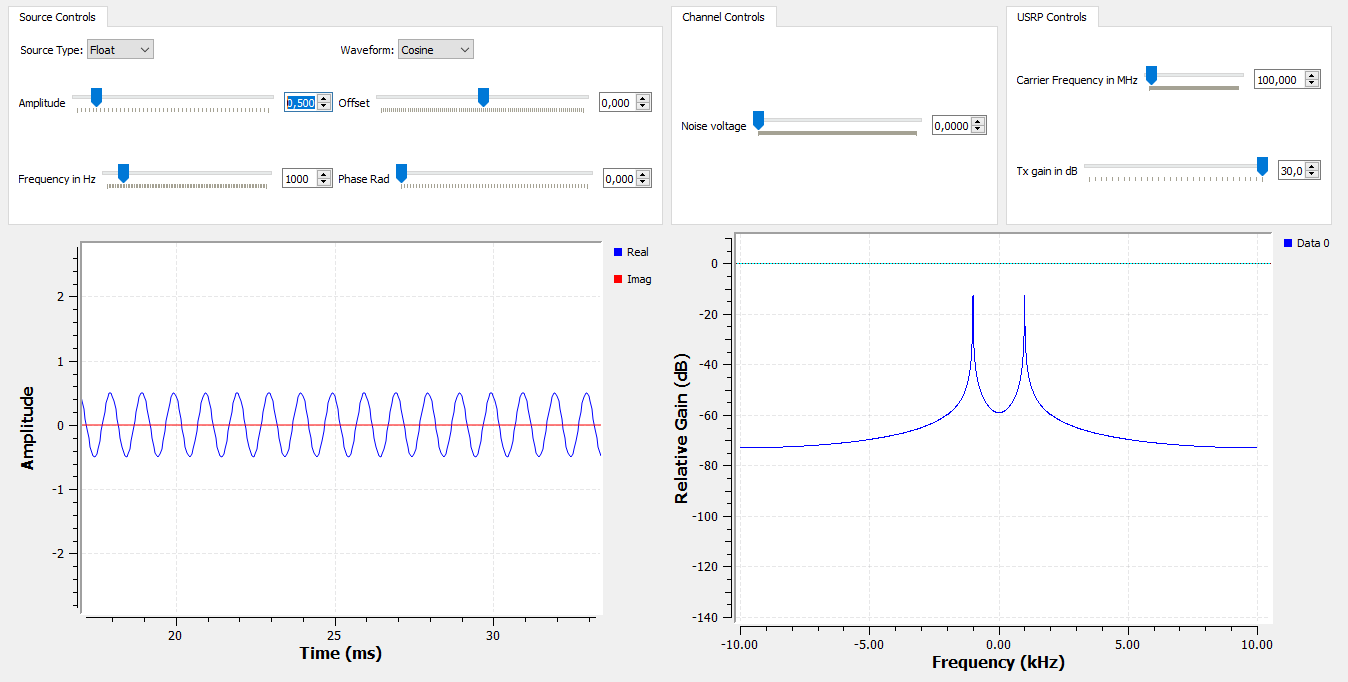 Source Controls
Source Type: Float
Waveform: Cosine
Amplitude
0,500
Offset
0,000
Frequency in Hz
1000
Phase Rad
0,000
Channel Controls
Noise voltage
0,0000
USRP Controls
Carrier Frequency in MHz
100,000
Tx gain in dB
30,0
Amplitude
2
1
0
-1
-2
20
25
30
Time (ms)
Real
Imag
Relative Gain (dB)
0
-20
-40
-60
-80
-100
-120
-140
-10.00
-5.00
0.00
5.00
10.00
Frequency (kHz)
Data 0